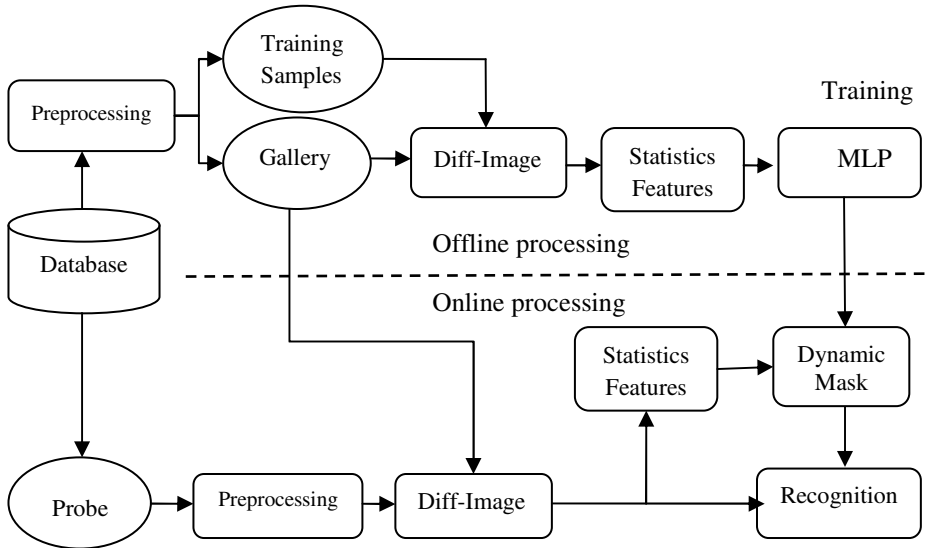 Training
Samples
Training
Preprocessing
Gallery
Diff-Image
Statistics
Features
MLP
Database
Offline processing
Online processing
Statistics
Features
Dynamic
Mask
Probe
Preprocessing
Diff-Image
Recognition